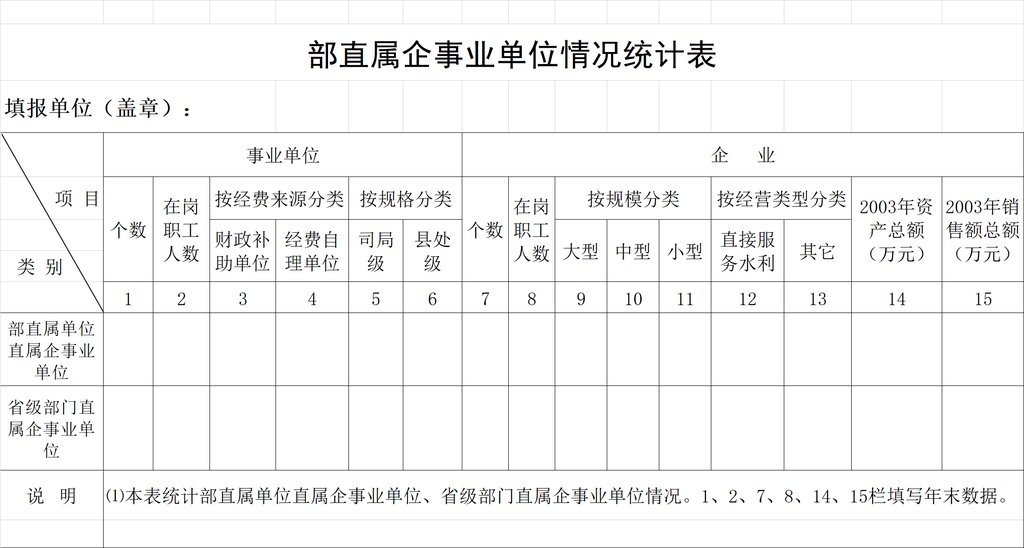 部直属企事业单位情况统计表
填报单位（盖章）：
事业单位
企 业
项 目
类 别
个数
在岗
职工
人数
按经费来源分类
按规格分类
财政补
助单位
经费自
理单位
司局
级
县处
级
个数
在岗
职工
人数
按规模分类
大型
中型
小型
按经营类型分类
直接服
务水利
其它
2003年资
产总额
（万元）
2003年销
售额总额
（万元）
1 2 3 4 5 6 7 8 9 10 11 12 13 14 15
部直属单位
直属企事业
单位
省级部门直
属企事业单
位
说 明
⑴本表统计部直属单位直属企事业单位、省级部门直属企事业单位情况。1、2、7、8、14、15栏填写年末数据。